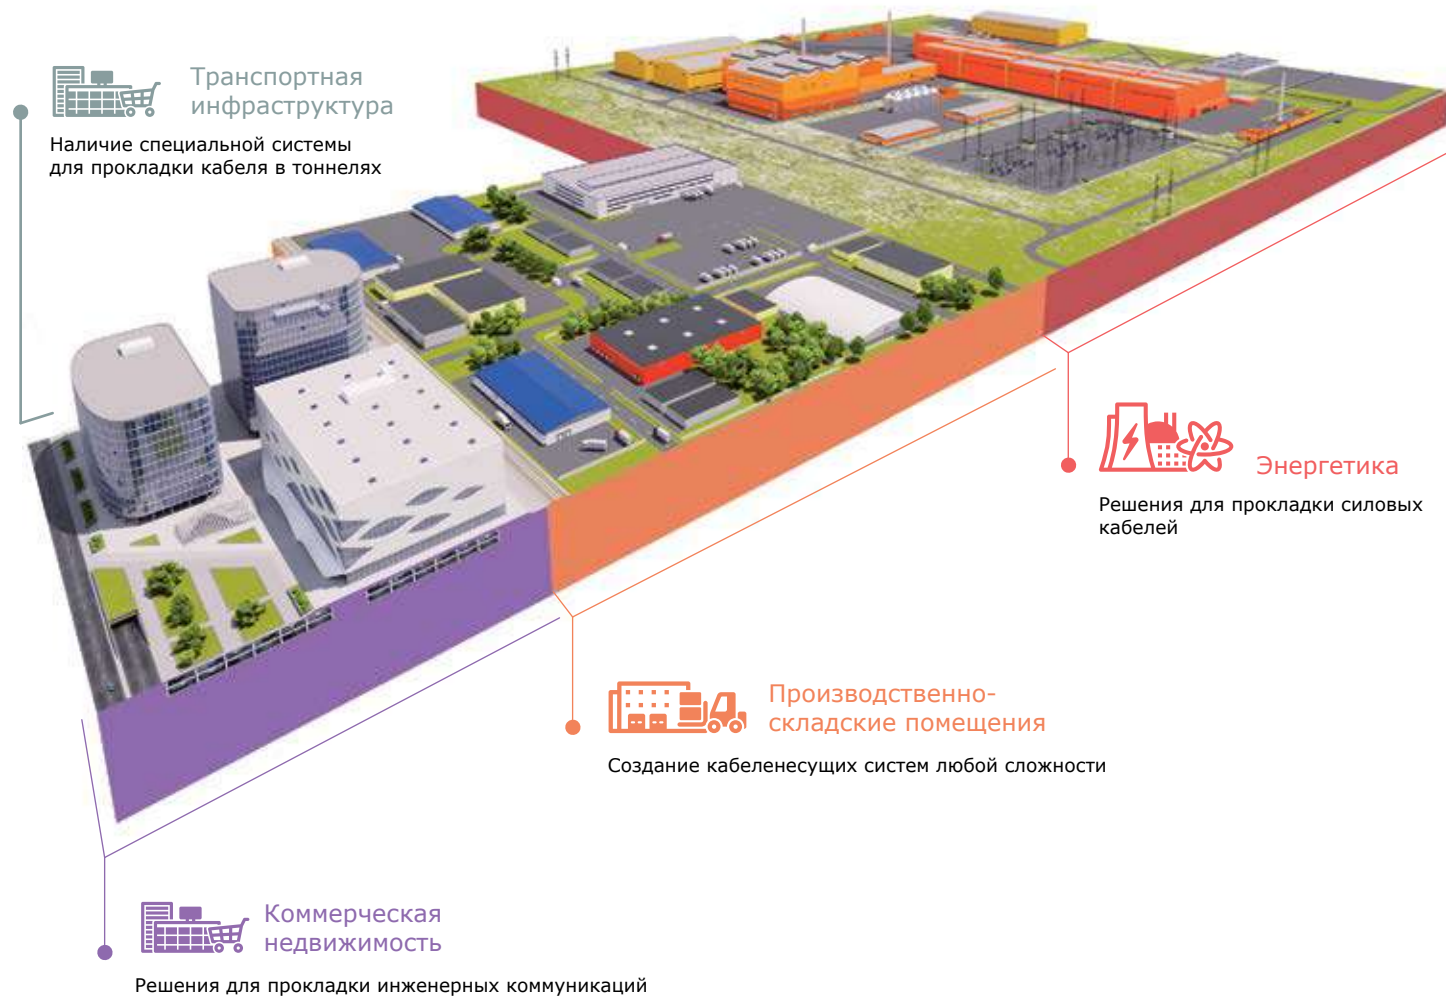 Транспортная
инфраструктура
Наличие специальной системы
для прокладки кабеля в тоннелях
Энергетика
Решения для прокладки силовых
кабелей
Производственно-
складские помещения
Создание кабеленесущих систем любой сложности
Коммерческая
недвижимость
Решения для прокладки инженерных коммуникаций